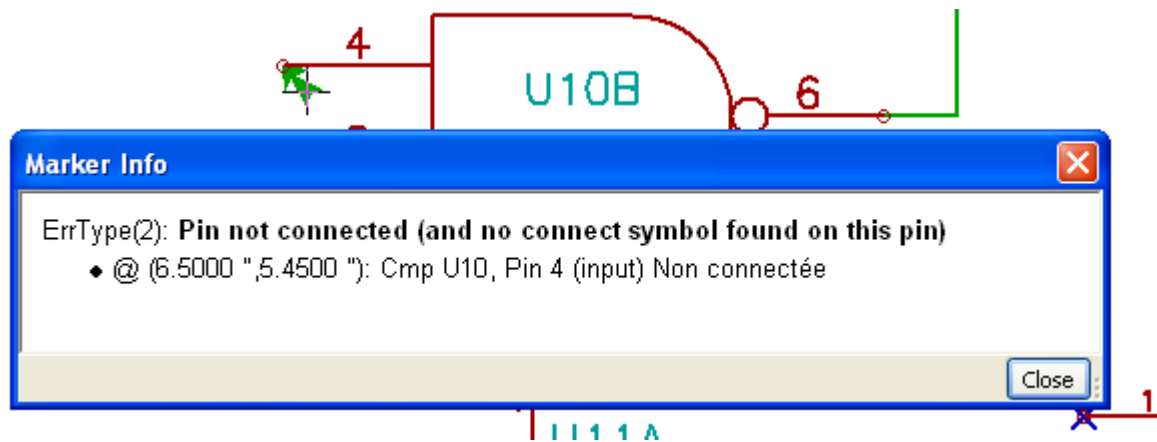 4
U10B
6
Marker Info
ErrType(2): Pin not connected (and no connect symbol found on this pin)
● @ (6.5000 ",5.4500 "): Cmp U10, Pin 4 (input) Non connectée
Close
1
U11A